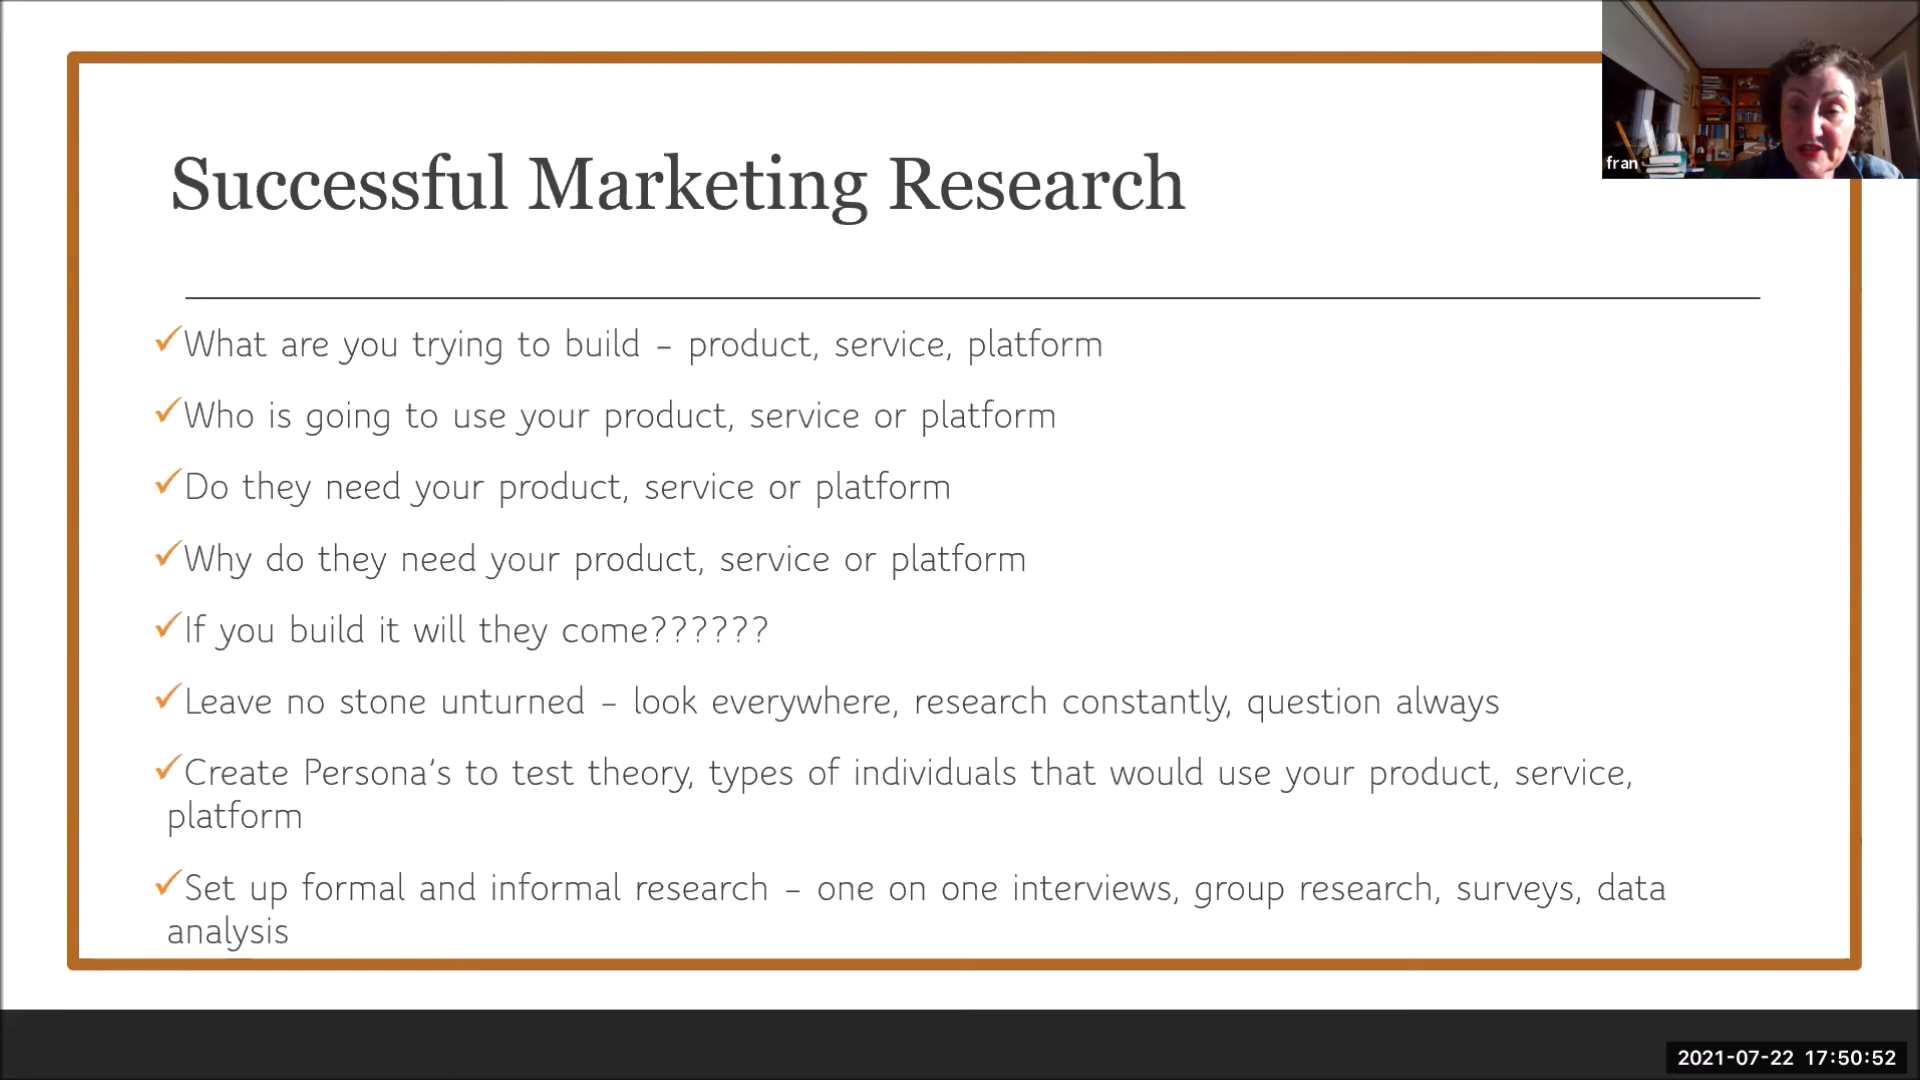 Successful Marketing Research
✓What are you trying to build – product, service, platform
✓Who is going to use your product, service or platform
✓Do they need your product, service or platform
✓Why do they need your product, service or platform
✓If you build it will they come??????
✓Leave no stone unturned – look everywhere, research constantly, question always
✓Create Persona’s to test theory, types of individuals that would use your product, service,
platform
✓Set up formal and informal research – one on one interviews, group research, surveys, data
analysis
fran
2021-07-22 17:50:52